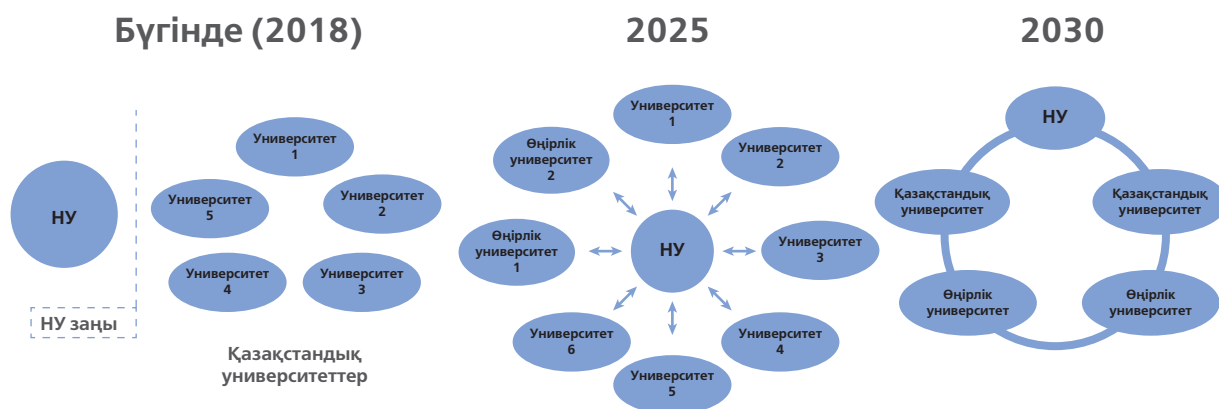 Бүгінде (2018)
НУ
НУ заңы
Университет
1
Университет
5
Университет
2
Университет
4
Университет
3
Қазақстандық
университеттер
2025
Университет
1
Өңірлік
университет
2
Университет
2
Өңірлік
университет
1
НУ
Университет
3
Университет
6
Университет
4
Университет
5
2030
НУ
Қазақстандық
университет
Қазақстандық
университет
Өңірлік
университет
Өңірлік
университет